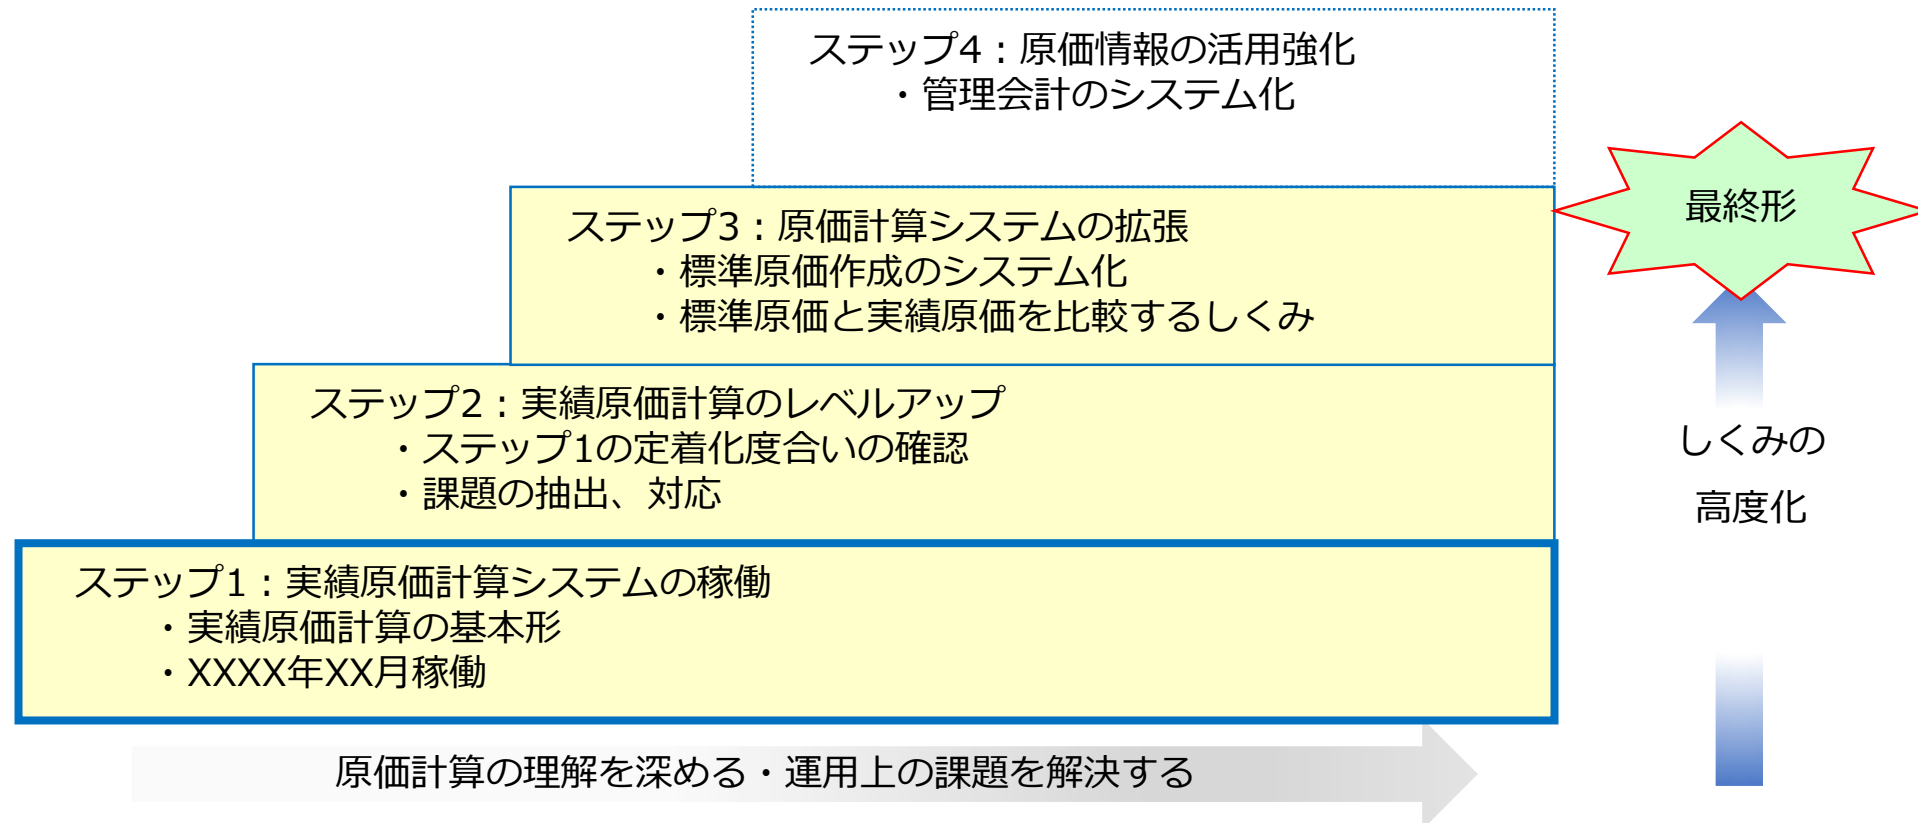 ステップ4：原価情報の活用強化
・管理会計のシステム化
ステップ3：原価計算システムの拡張
・標準原価作成のシステム化
・標準原価と実績原価を比較するしくみ
ステップ2：実績原価計算のレベルアップ
・ステップ1の定着化度合いの確認
・課題の抽出、対応
ステップ1：実績原価計算システムの稼働
・実績原価計算の基本形
・XXXX年XX月稼働
原価計算の理解を深める・運用上の課題を解決する
最終形
しくみの
高度化